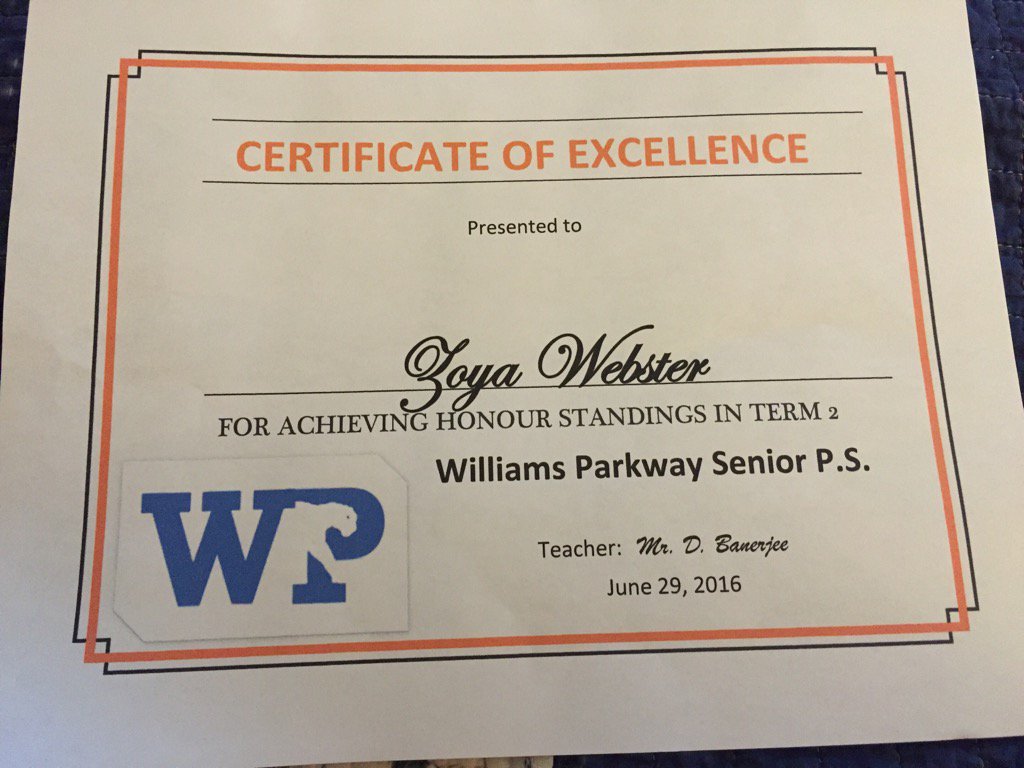 CERTIFICATE OF EXCELLENCE
Presented to
Zoya Webster
FOR ACHIEVING HONOUR STANDINGS IN TERM 2
Williams Parkway Senior P.S.
WP
Teacher: Mr. D. Banerjee
June 29, 2016